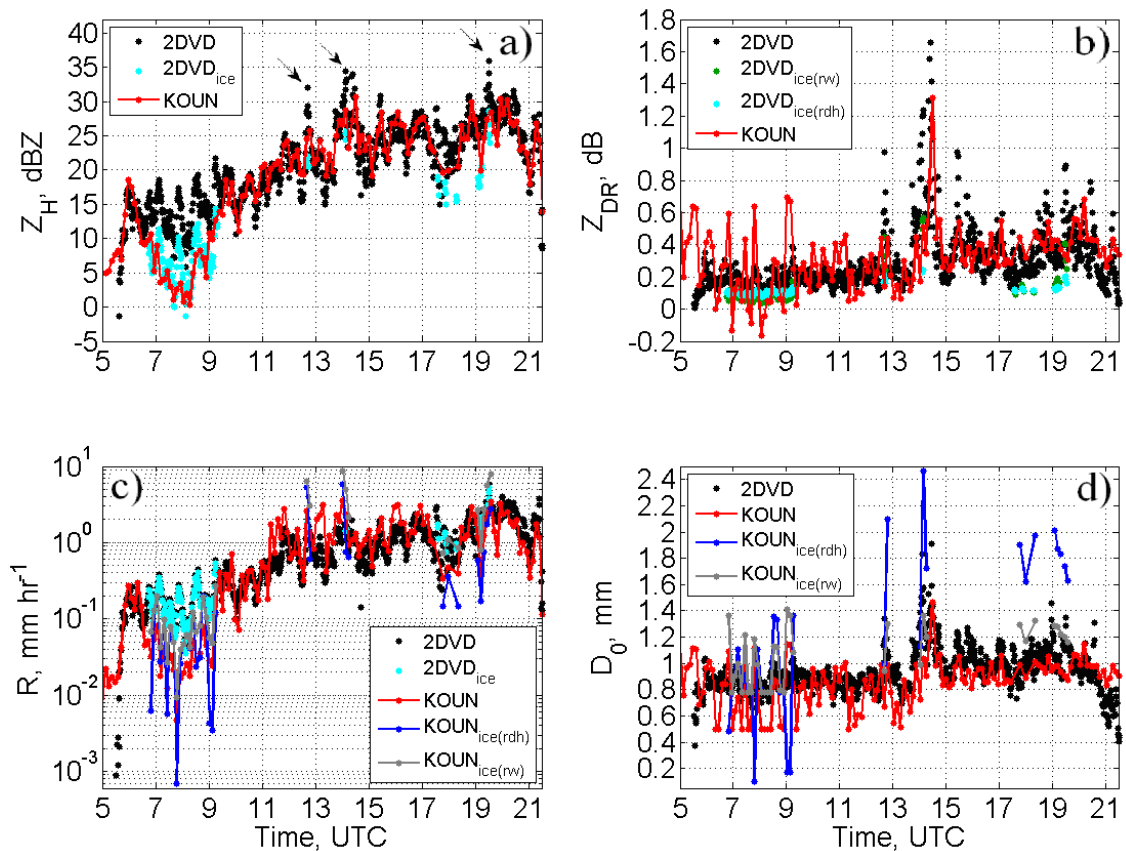 a)
Z_H, dBZ
40
35
30
25
20
15
10
5
0
-5
2DVD
2DVD_ice
KOUN
5 7 9 11 13 15 17 19 21
b)
Z_DR, dB
1.8
1.6
1.4
1.2
1
0.8
0.6
0.4
0.2
0
-0.2
2DVD
2DVD_ice(rw)
2DVD_ice(rdh)
KOUN
5 7 9 11 13 15 17 19 21
c)
R, mm hr^-1
10^1
10^0
10^-1
10^-2
10^-3
2DVD
2DVD_ice
KOUN
KOUN_ice(rdh)
KOUN_ice(rw)
5 7 9 11 13 15 17 19 21
Time, UTC
d)
D_0, mm
2.4
2.2
2
1.8
1.6
1.4
1.2
1
0.8
0.6
0.4
0.2
2DVD
KOUN
KOUN_ice(rdh)
KOUN_ice(rw)
5 7 9 11 13 15 17 19 21
Time, UTC